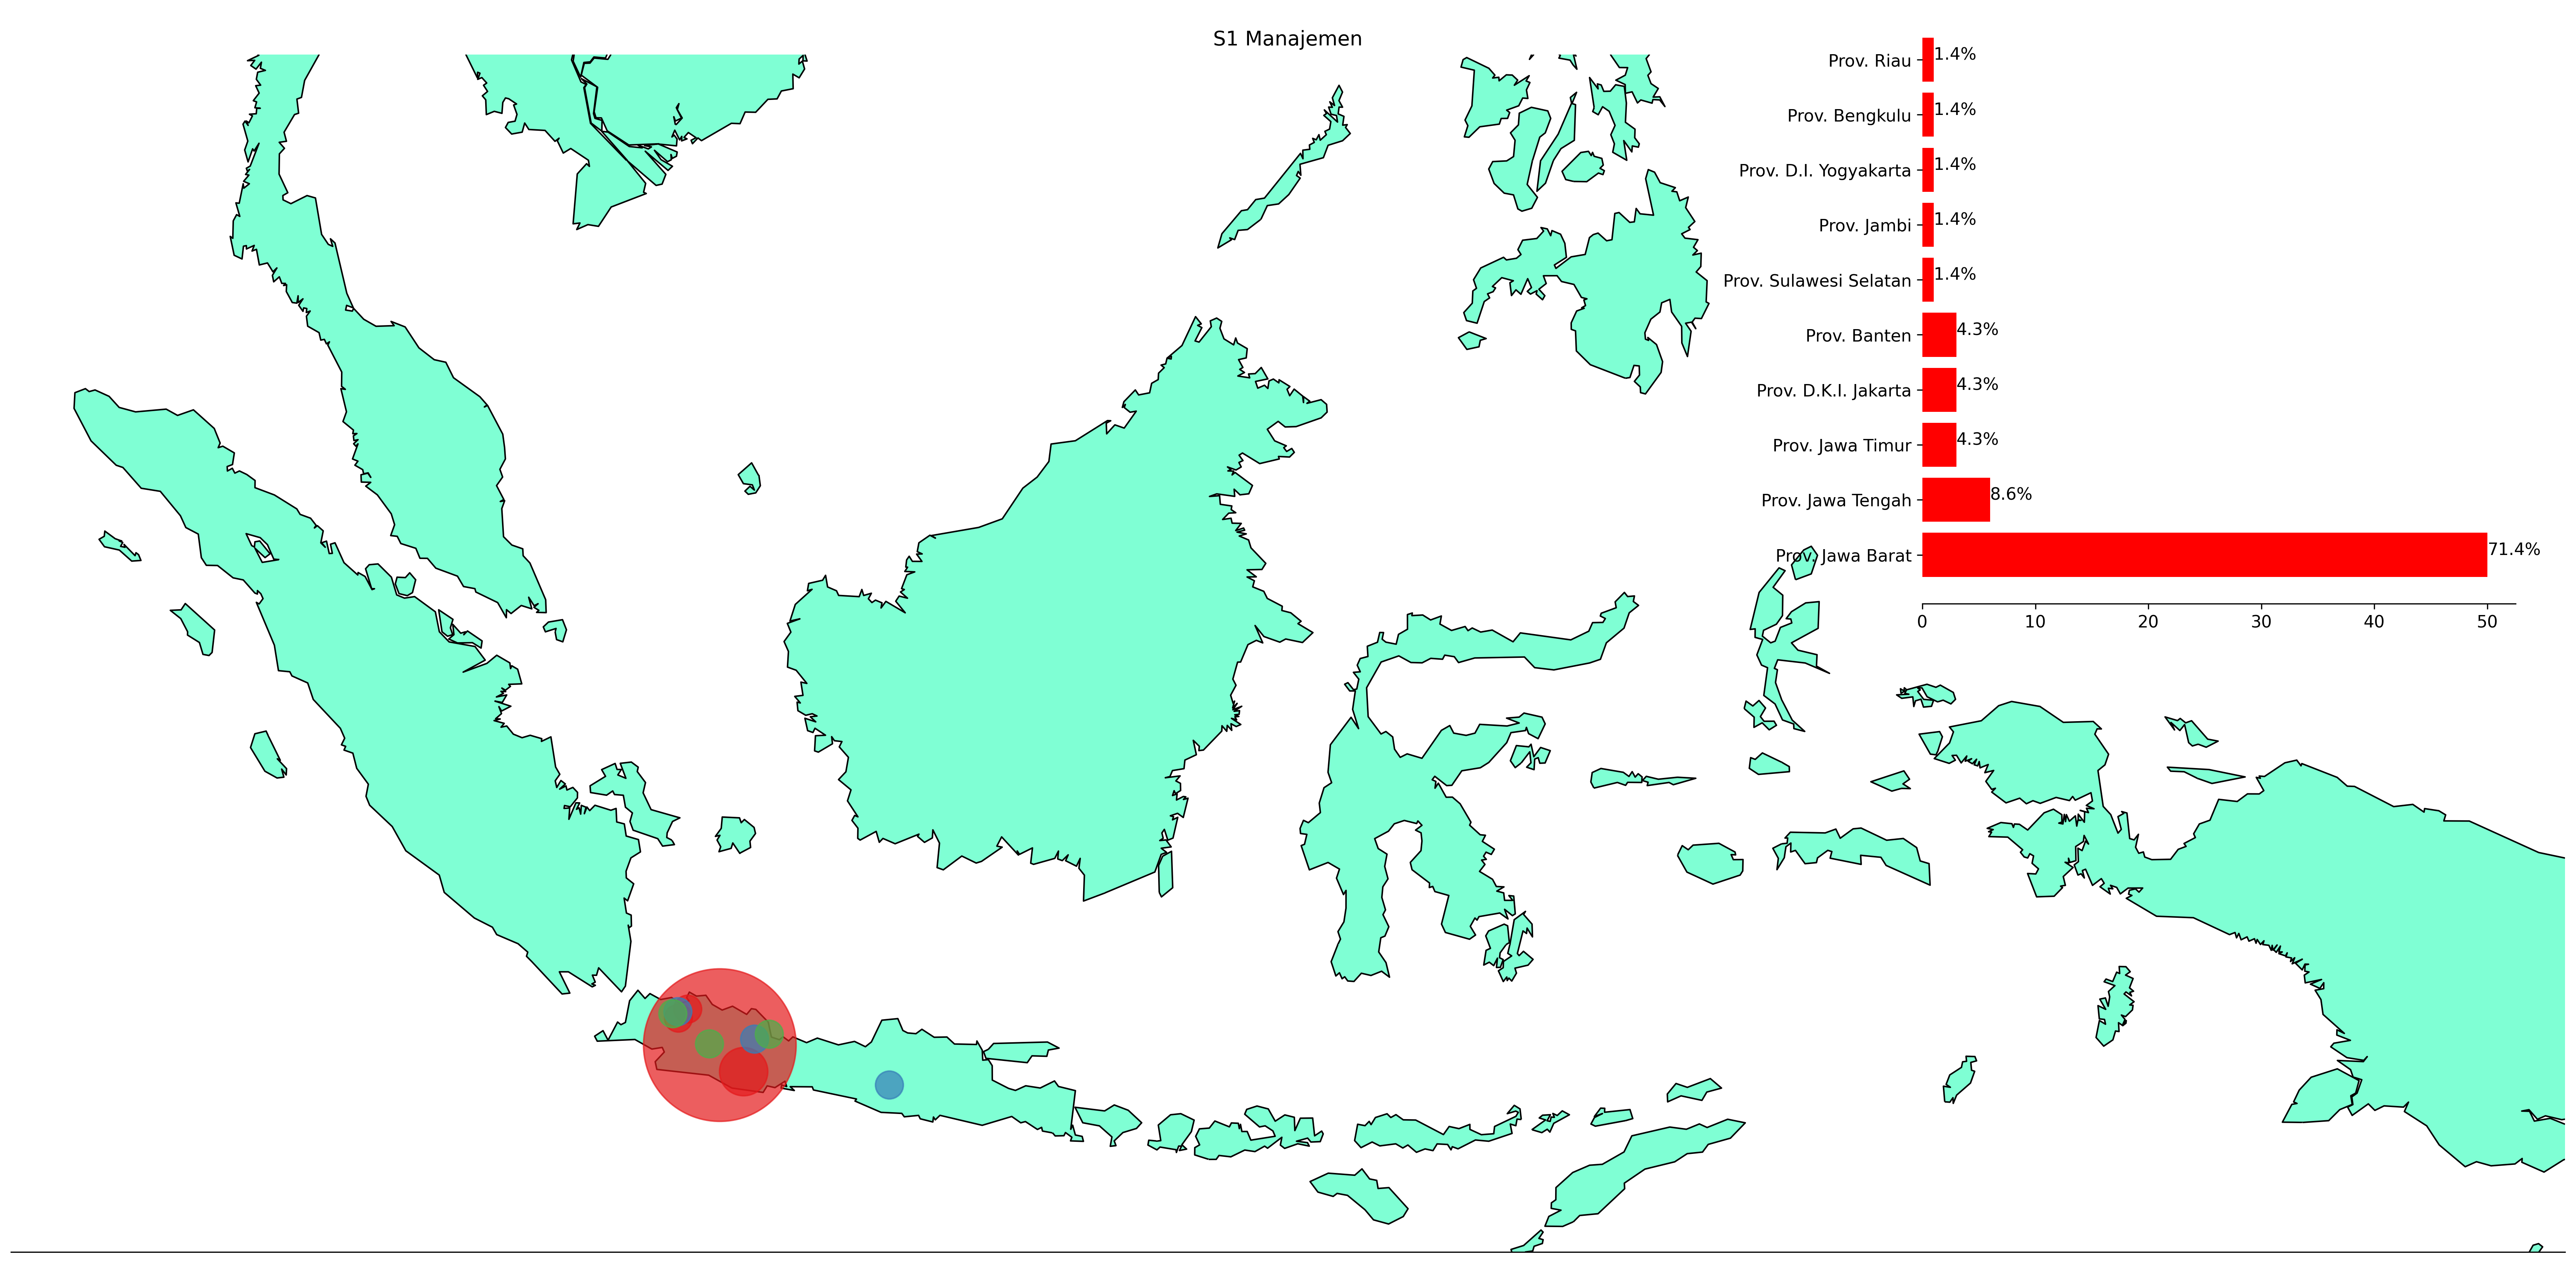 S1 Manajemen
Prov. Riau 1.4%
Prov. Bengkulu 1.4%
Prov. D.I. Yogyakarta 1.4%
Prov. Jambi 1.4%
Prov. Sulawesi Selatan 1.4%
Prov. Banten 4.3%
Prov. D.K.I. Jakarta 4.3%
Prov. Jawa Timur 4.3%
Prov. Jawa Tengah 8.6%
Prov. Jawa Barat 71.4%
0 10 20 30 40 50